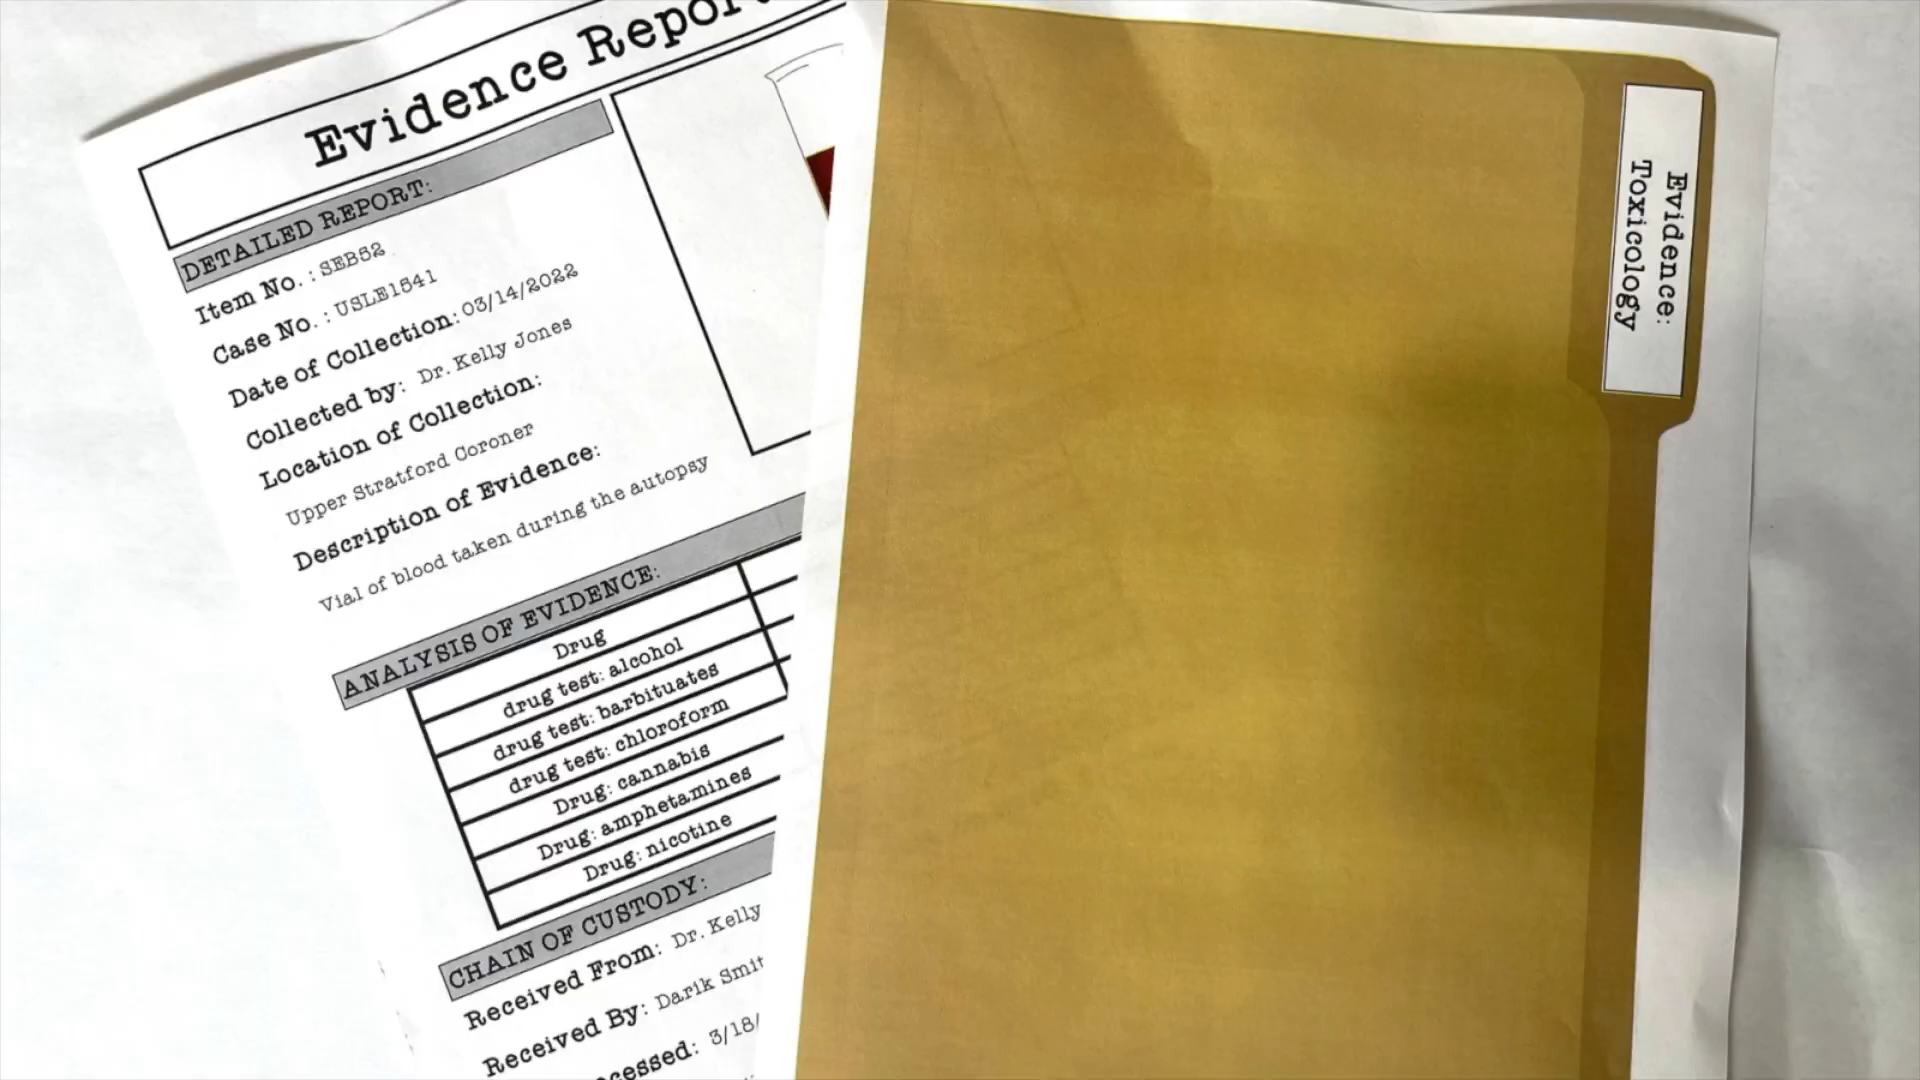 Evidence Report
DETAILED REPORT:
Item No. : SEB52
Case No. : USLE1541
Date of Collection: 03/14/2022
Collected by: Dr. Kelly Jones
Location of Collection:
Upper Stratford Coroner
Description of Evidence:
Vial of blood taken during the autopsy
ANALYSIS OF EVIDENCE:
Drug
drug test: alcohol
drug test: barbituates
drug test: chloroform
Drug: cannabis
Drug: amphetamines
Drug: nicotine
CHAIN OF CUSTODY:
Received From: Dr. Kelly
Received By: Darik
3/18/
Evidence:
Toxicology